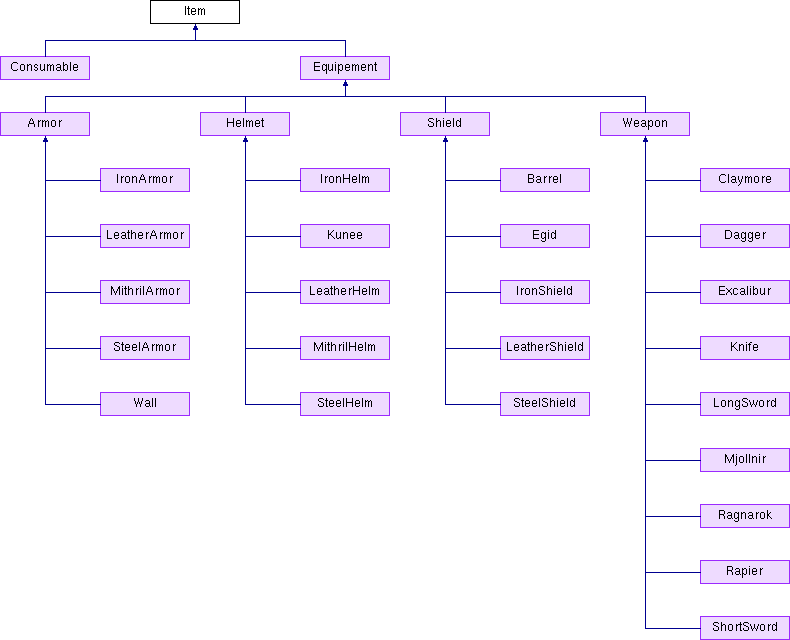 Item
Consumable Equipement
Armor Helmet Shield Weapon
IronArmor IronHelm Barrel Claymore
LeatherArmor Kunee Egid Dagger
MithrilArmor LeatherHelm IronShield Excalibur
SteelArmor MithrilHelm LeatherShield Knife
Wall SteelHelm SteelShield LongSword
Mjollnir
Ragnarok
Rapier
ShortSword